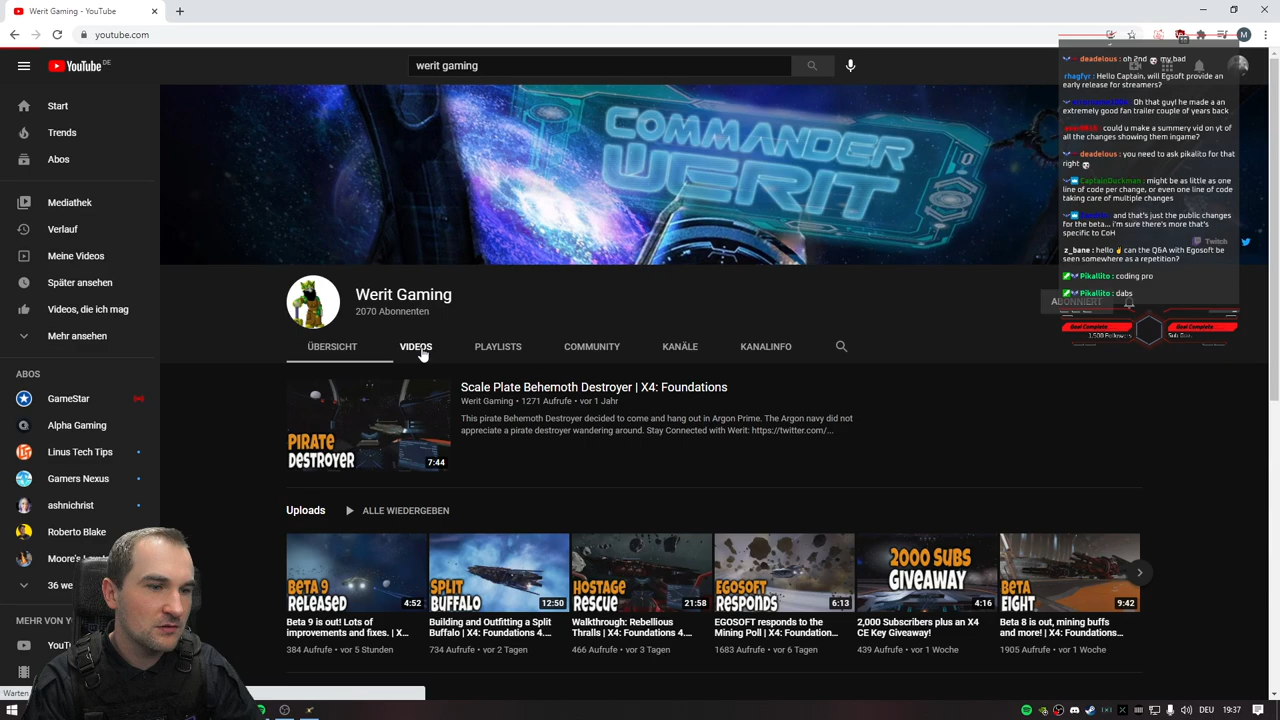 Werit Gaming - YouTube
youtube.com
YouTube DE
werit gaming
Start
Trends
Abos
Mediathek
Verlauf
Meine Videos
Später ansehen
Videos, die ich mag
Mehr ansehen
ABOS
GameStar
Alpha Gaming
Linus Tech Tips
Gamers Nexus
ashnichrist
Roberto Blake
Moore's
36 we
MEHR VON Y
YouT
Warten
COMMANDER
WERIT
Werit Gaming
2070 Abonnenten
ABONNIERT
ÜBERSICHT
VIDEOS
PLAYLISTS
COMMUNITY
KANÄLE
KANALINFO
PIRATE
DESTROYER
7:44
Scale Plate Behemoth Destroyer | X4: Foundations
Werit Gaming • 1271 Aufrufe • vor 1 Jahr
This pirate Behemoth Destroyer decided to come and hang out in Argon Prime. The Argon navy did not
appreciate a pirate destroyer wandering around. Stay Connected with Werit: https://twitter.com/...
Uploads
ALLE WIEDERGEBEN
BETA 9
RELEASED
4:52
Beta 9 is out! Lots of
improvements and fixes. | X...
384 Aufrufe • vor 5 Stunden
SPLIT
BUFFALO
12:50
Building and Outfitting a Split
Buffalo | X4: Foundations 4....
734 Aufrufe • vor 2 Tagen
HOSTAGE
RESCUE
21:58
Walkthrough: Rebellious
Thralls | X4: Foundations 4....
466 Aufrufe • vor 3 Tagen
EGOSOFT
RESPONDS
6:13
EGOSOFT responds to the
Mining Poll | X4: Foundation...
1683 Aufrufe • vor 6 Tagen
2000 SUBS
GIVEAWAY
4:16
2,000 Subscribers plus an X4
CE Key Giveaway!
439 Aufrufe • vor 1 Woche
BETA
EIGHT
9:42
Beta 8 is out, mining buffs
and more! | X4: Foundations...
1905 Aufrufe • vor 1 Woche
deadelous : oh 2nd my bad
rhagfyr : Hello Captain, will Egsoft provide an
early release for streamers?
: Oh that guy! he made a an
extremely good fan trailer couple of years back
: could u make a summery vid on yt of
all the changes showing them ingame?
deadelous : you need to ask pikalito for that
right
CaptainDuckman : might be as little as one
line of code per change, or even one line of code
taking care of multiple changes
: and that's just the public changes
for the beta... i'm sure there's more that's
specific to CoH
Twitch
z_bane : hello can the Q&A with Egosoft be
seen somewhere as a repetition?
Pikallito : coding pro
Pikallito : dabs
Goal Complete
Goal Complete
DEU
19:37